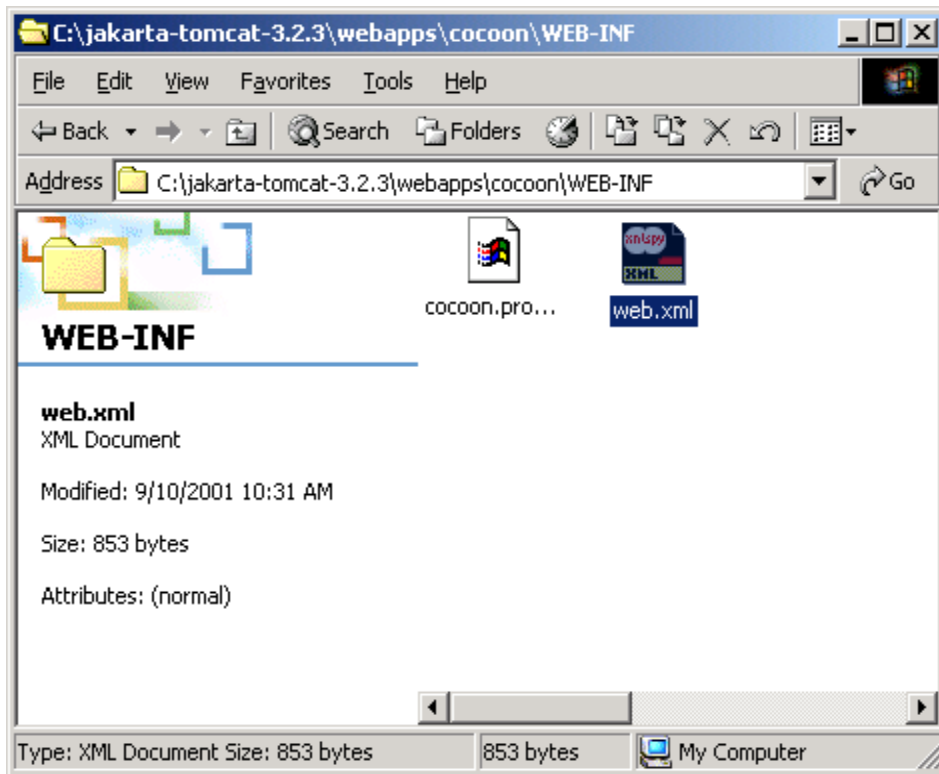 C:\jakarta-tomcat-3.2.3\webapps\cocoon\WEB-INF
File Edit View Favorites Tools Help
Back Search Folders
Address C:\jakarta-tomcat-3.2.3\webapps\cocoon\WEB-INF Go
xmlspy
XML
cocoon.pro... web.xml
WEB-INF
web.xml
XML Document
Modified: 9/10/2001 10:31 AM
Size: 853 bytes
Attributes: (normal)
Type: XML Document Size: 853 bytes 853 bytes My Computer